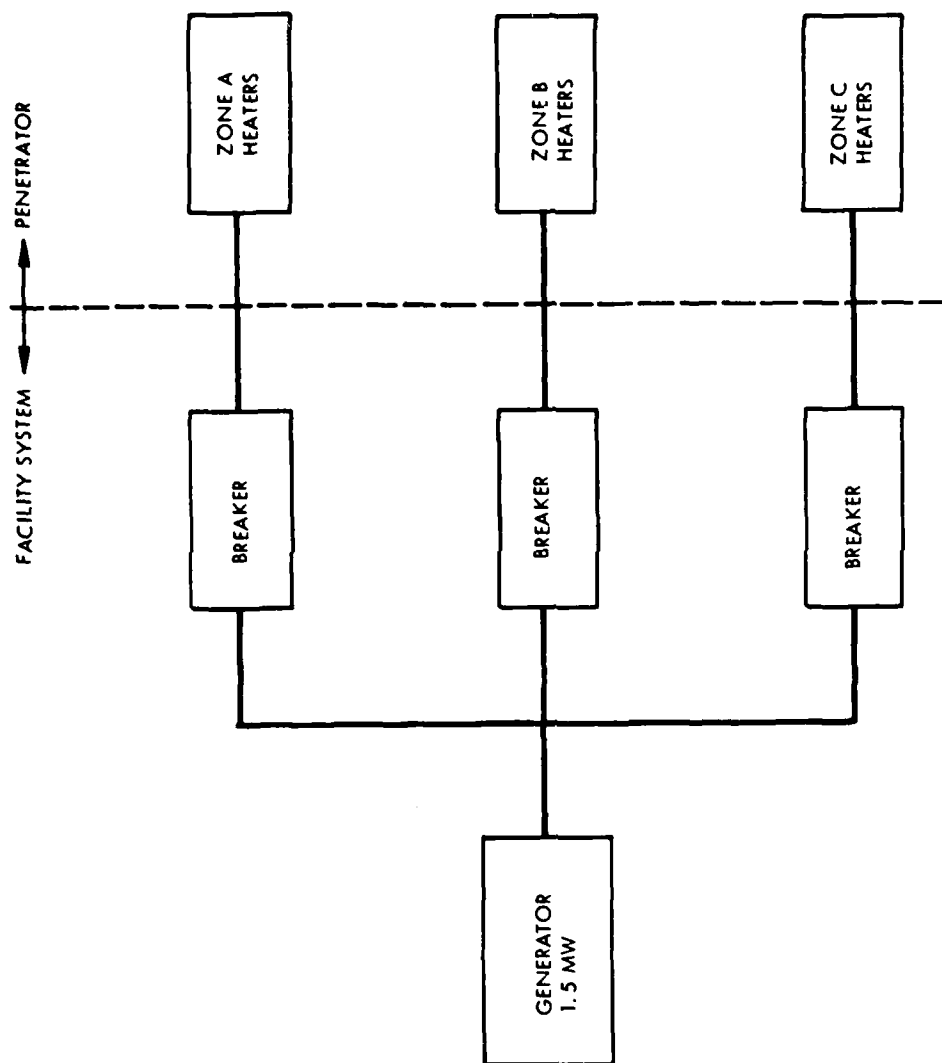 FACILITY SYSTEM PENETRATOR
GENERATOR
1.5 MW
BREAKER
ZONE A
HEATERS
BREAKER
ZONE B
HEATERS
BREAKER
ZONE C
HEATERS